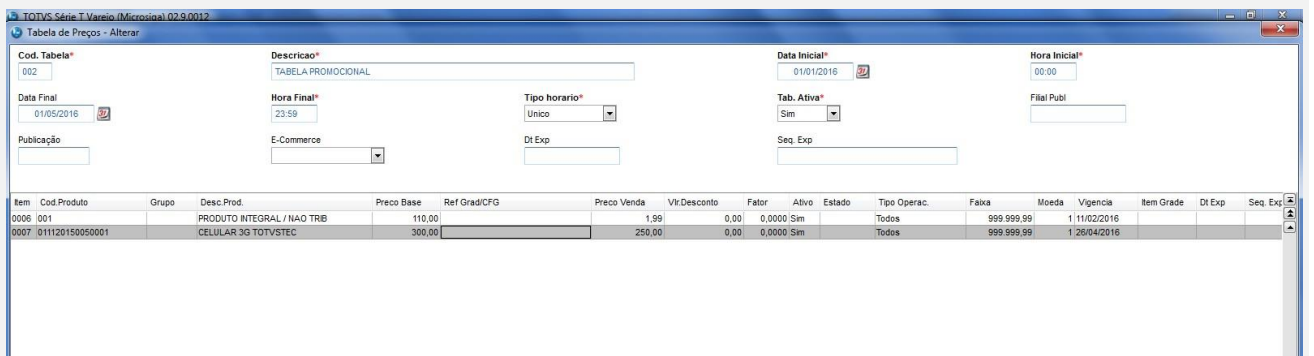 TOTVS Série T Varejo (Microsiga) 02.9.0012
Tabela de Preços - Alterar
Cod. Tabela* Descricao* Data Inicial* Hora Inicial*
002 TABELA PROMOCIONAL 01/01/2016 00:00
Data Final Hora Final* Tipo horario* Tab. Ativa* Filial Publ
01/05/2016 23:59 Unico Sim
Publicação E-Commerce Dt Exp Seq. Exp
Item Cod.Produto Grupo Desc.Prod. Preco Base Ref Grad/CFG Preco Venda Vlr.Desconto Fator Ativo Estado Tipo Operac. Faixa Moeda Vigencia Item Grade Dt Exp Seq. Exp
0006 001 PRODUTO INTEGRAL / NAO TRIB 110,00 1,99 0,00 0,0000 Sim Todos 999.999,99 1 11/02/2016
0007 011120150050001 CELULAR 3G TOTVSTEC 300,00 250,00 0,00 0,0000 Sim Todos 999.999,99 1 26/04/2016